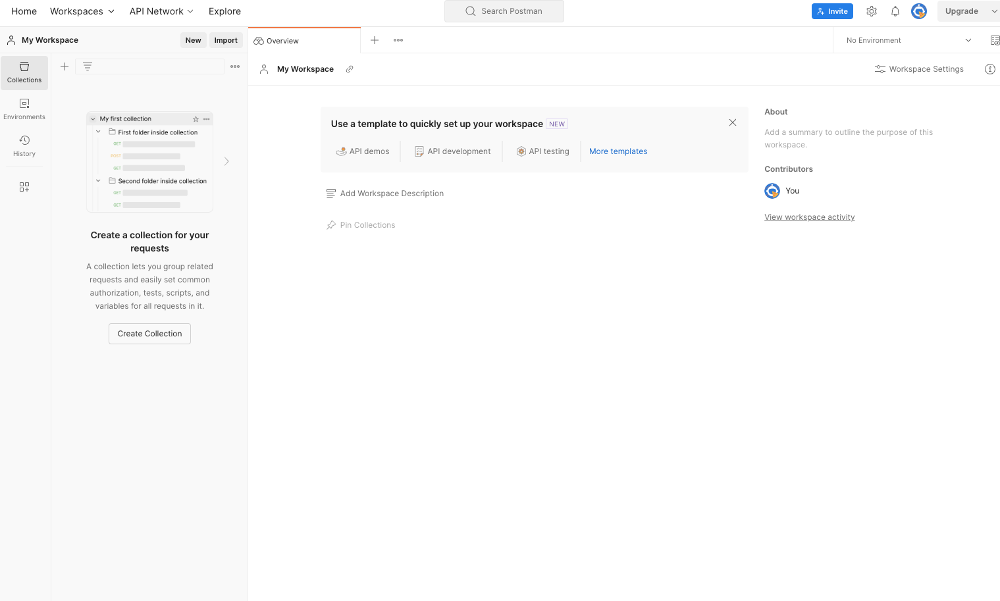 Home Workspaces API Network Explore Search Postman Invite Upgrade
My Workspace New Import Overview No Environment
Collections
Environments
History
My first collection
First folder inside collection
GET
POST
GET
Second folder inside collection
GET
GET
Create a collection for your
requests
A collection lets you group related
requests and easily set common
authorization, tests, scripts, and
variables for all requests in it.
Create Collection
My Workspace Workspace Settings
Use a template to quickly set up your workspace NEW
API demos API development API testing More templates
Add Workspace Description
Pin Collections
About
Add a summary to outline the purpose of this
workspace.
Contributors
You
View workspace activity